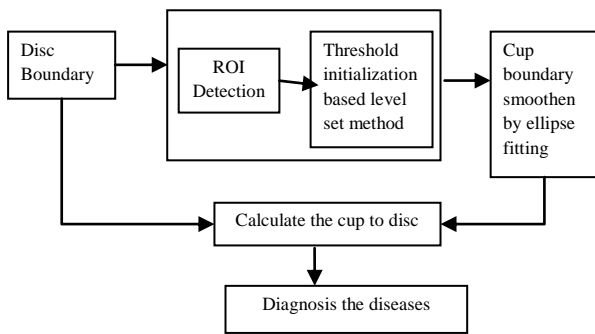 Disc
Boundary
ROI
Detection
Threshold
initialization
based level
set method
Cup
boundary
smoothen
by ellipse
fitting
Calculate the cup to disc
Diagnosis the diseases